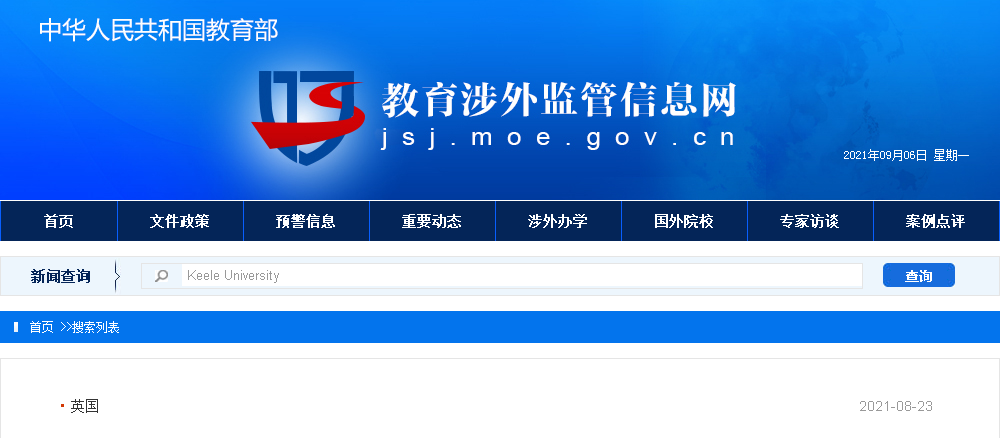 中华人民共和国教育部
教育涉外监管信息网
jsj.moe.gov.cn
2021年09月06日 星期一
首页 文件政策 预警信息 重要动态 涉外办学 国外院校 专家访谈 案例点评
新闻查询 Keele University 查询
首页 >>搜索列表
英国 2021-08-23